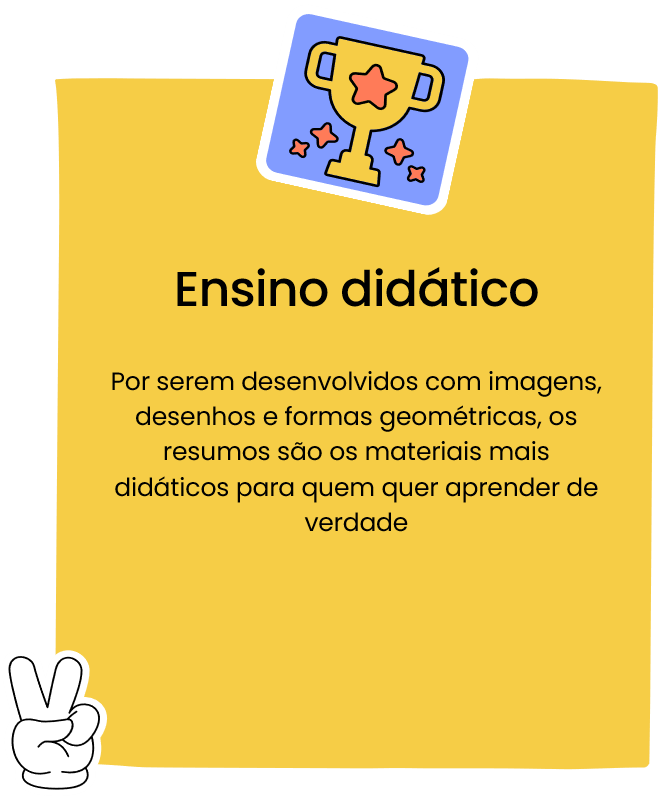 Ensino didático
Por serem desenvolvidos com imagens,
desenhos e formas geométricas, os
resumos são os materiais mais
didáticos para quem quer aprender de
verdade